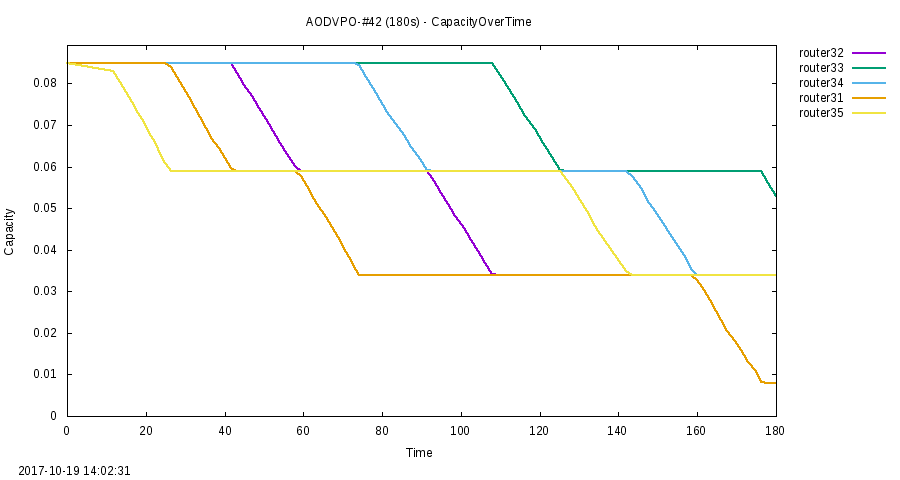 AODVPO-#42 (180s) - CapacityOverTime
router32
router33
router34
router31
router35
0.08
0.07
0.06
0.05
0.04
0.03
0.02
0.01
0
Capacity
0 20 40 60 80 100 120 140 160 180
Time
2017-10-19 14:02:31